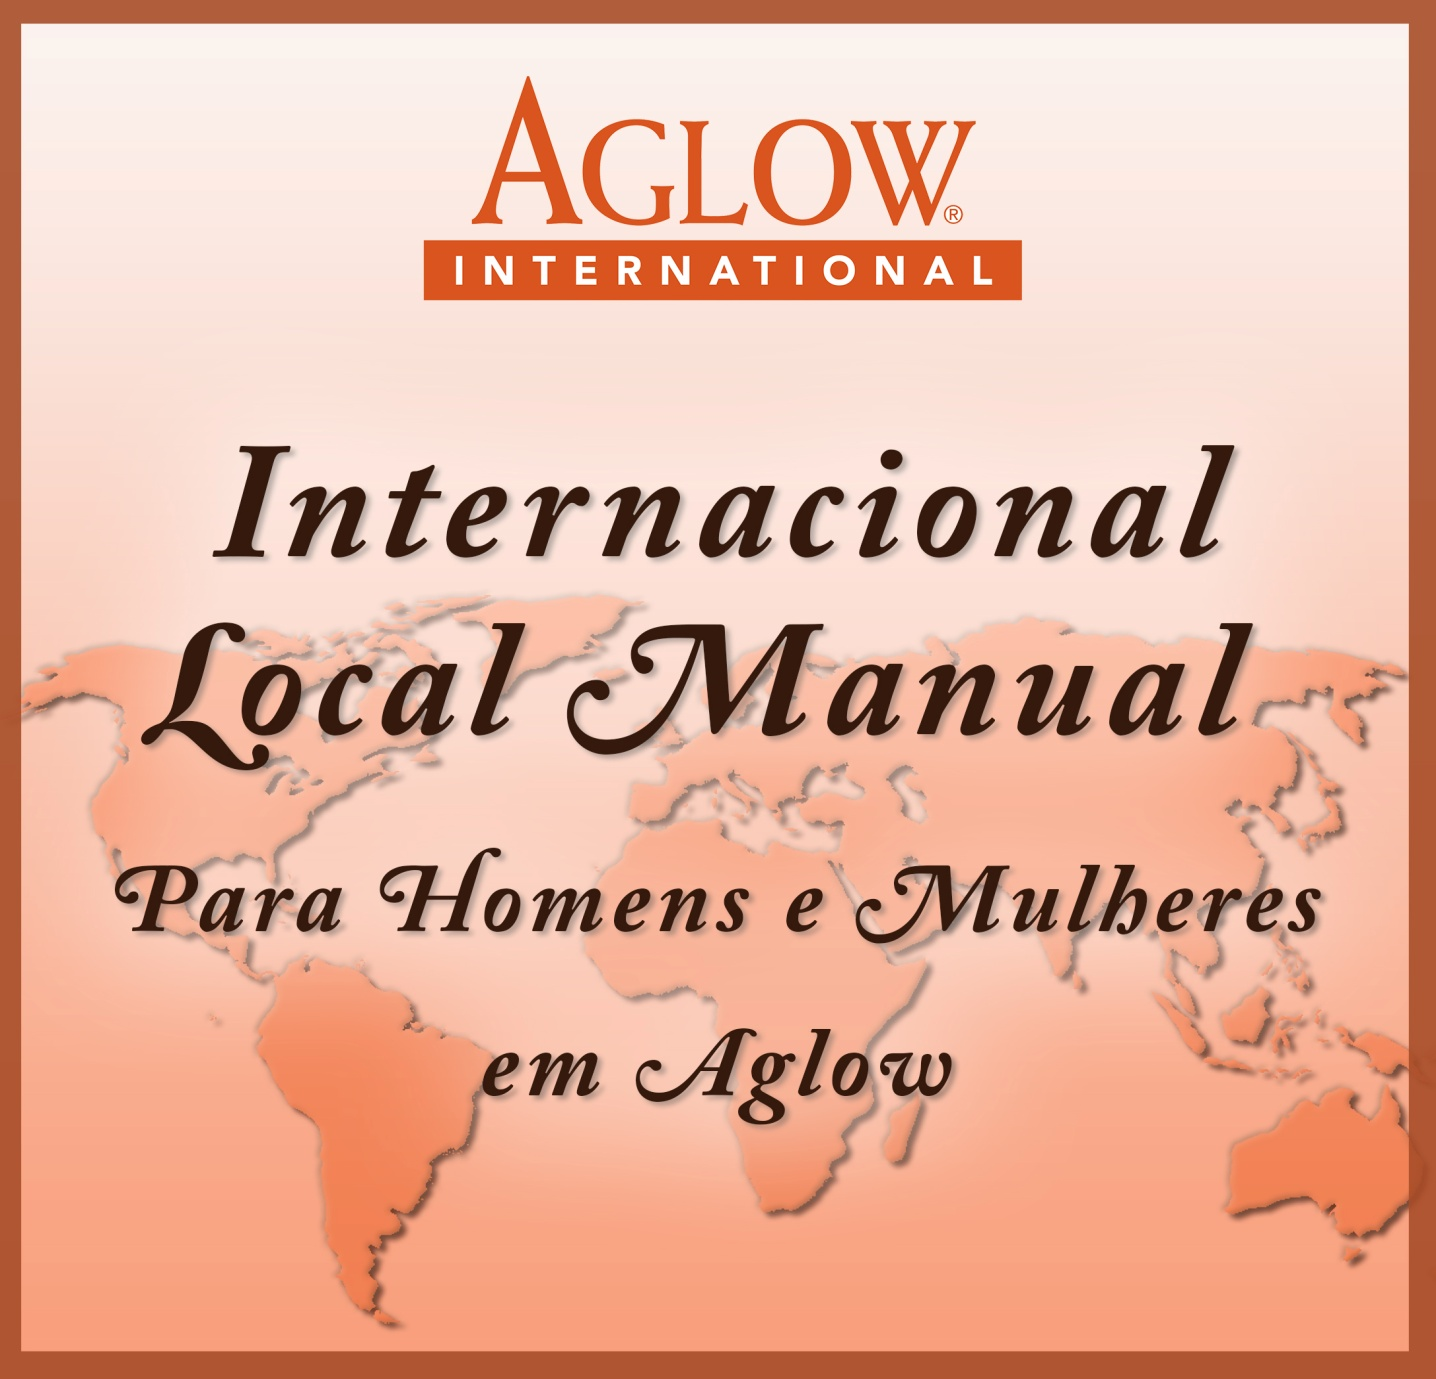 AGLOW®
INTERNATIONAL
Internacional
Local Manual
Para Homens e Mulheres
em Aglow